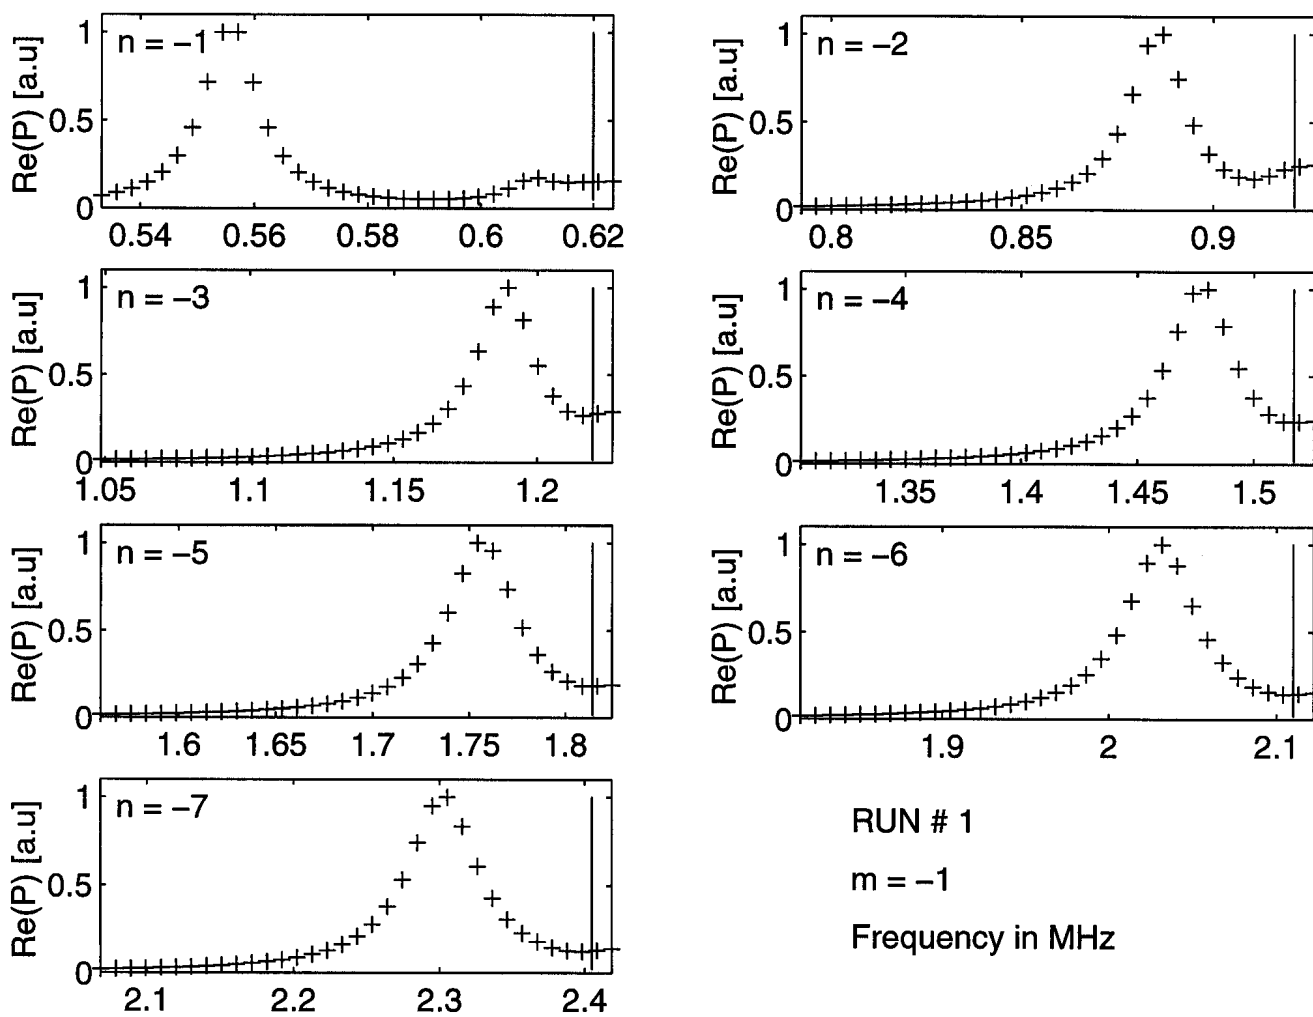 Re(P) [a.u]
n = −1
1
0.5
0
0.54 0.56 0.58 0.6 0.62
Re(P) [a.u]
n = −2
1
0.5
0
0.8 0.85 0.9
Re(P) [a.u]
n = −3
1
0.5
0
1.05 1.1 1.15 1.2
Re(P) [a.u]
n = −4
1
0.5
0
1.35 1.4 1.45 1.5
Re(P) [a.u]
n = −5
1
0.5
0
1.6 1.65 1.7 1.75 1.8
Re(P) [a.u]
n = −6
1
0.5
0
1.9 2 2.1
Re(P) [a.u]
n = −7
1
0.5
0
2.1 2.2 2.3 2.4
RUN # 1
m = −1
Frequency in MHz